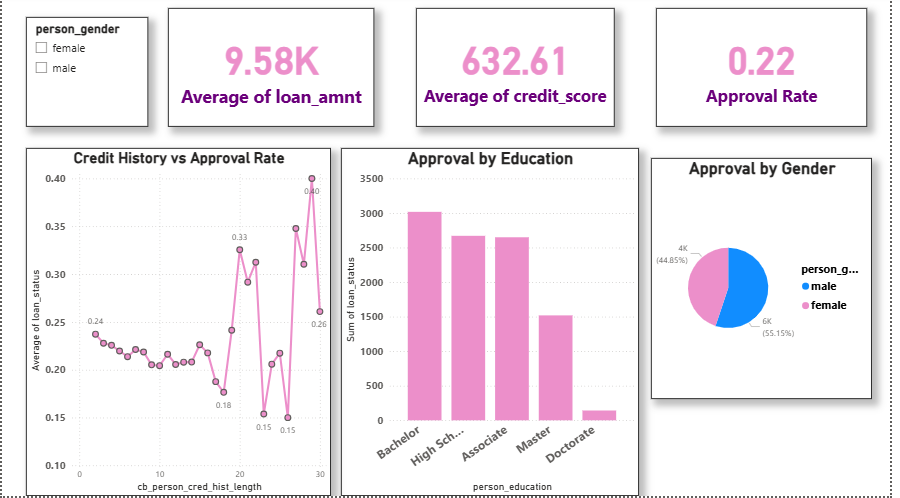 person_gender
female
male
9.58K
Average of loan_amnt
632.61
Average of credit_score
0.22
Approval Rate
Credit History vs Approval Rate
Average of loan_status
0.40
0.35
0.30
0.25
0.20
0.15
0.10
0.24
0.18
0.33
0.15
0.15
0.40
0.26
0
10
20
30
cb_person_cred_hist_length
Approval by Education
Sum of loan_status
3500
3000
2500
2000
1500
1000
500
0
Bachelor
High Sch...
Associate
Master
Doctorate
person_education
Approval by Gender
4K
(44.85%)
6K
(55.15%)
person_g...
male
female